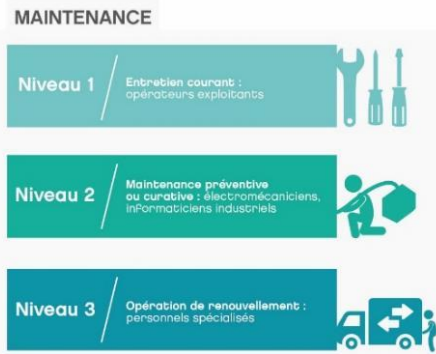 MAINTENANCE
Niveau 1
Entretien courant :
opérateurs exploitants
Niveau 2
Maintenance préventive
ou curative : électromécaniciens,
informaticiens industriels
Niveau 3
Opération de renouvellement :
personnels spécialisés